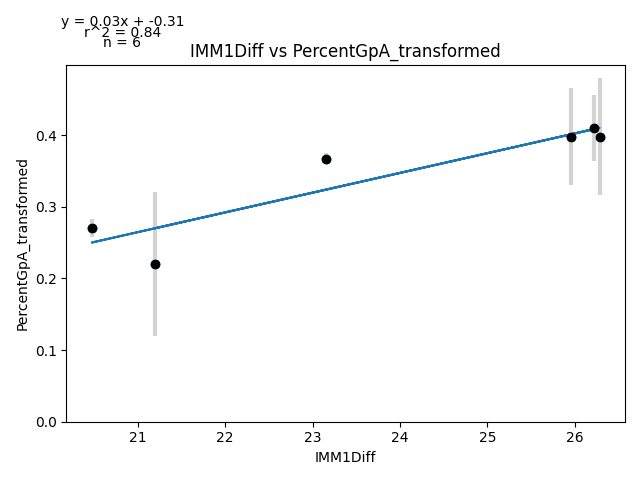 y = 0.03x + -0.31
r^2 = 0.84
n = 6
IMM1Diff vs PercentGpA_transformed
PercentGpA_transformed
0.4
0.3
0.2
0.1
0.0
21 22 23 24 25 26
IMM1Diff